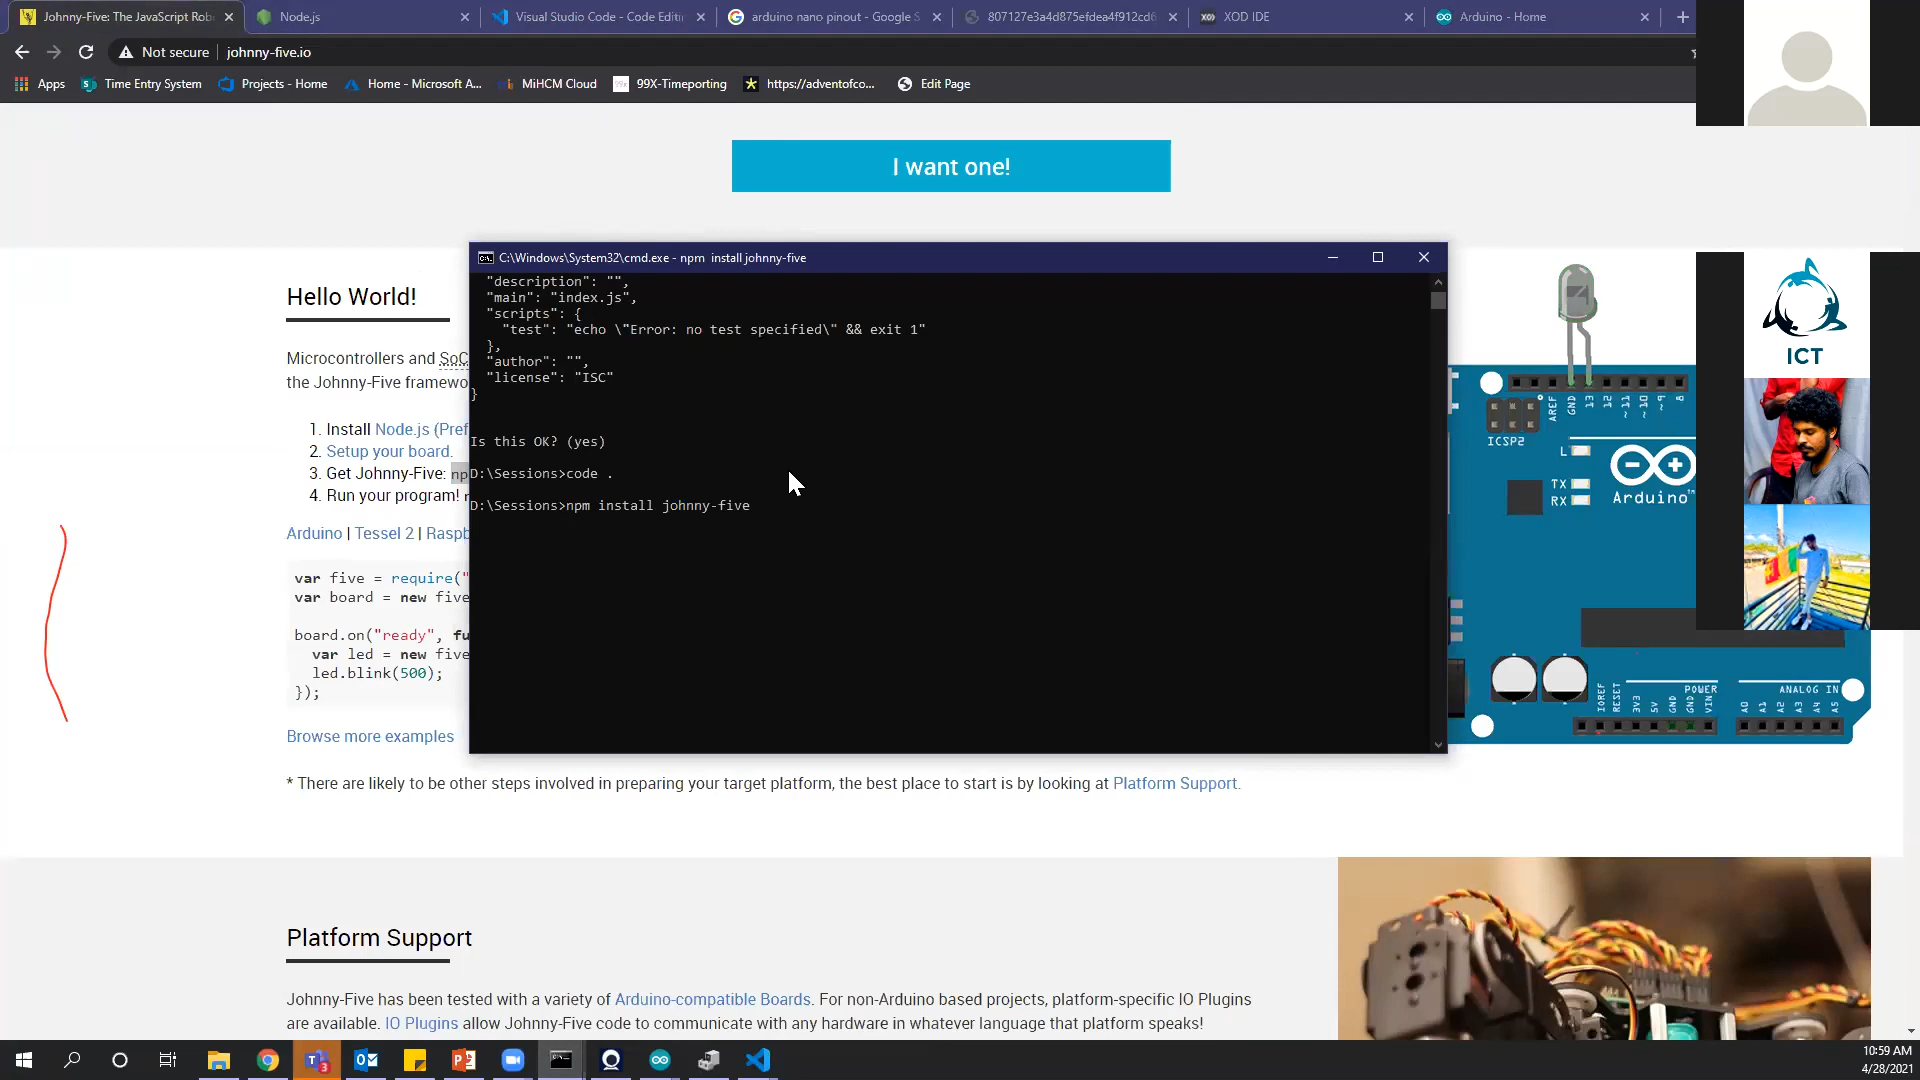 Johnny-Five: The JavaScript Rob
Node.js
Visual Studio Code - Code Editi
arduino nano pinout - Google S
807127e3a4d875efdea4f912cd6
XOD IDE
Arduino - Home
Not secure
johnny-five.io
Apps
Time Entry System
Projects - Home
Home - Microsoft A...
MiHCM Cloud
99X-Timeporting
https://adventofco...
Edit Page
I want one!
C:\Windows\System32\cmd.exe - npm  install johnny-five
"description": "",
"main": "index.js",
"scripts": {
"test": "echo \"Error: no test specified\" && exit 1"
},
"author": "",
"license": "ISC"
}
Is this OK? (yes)
D:\Sessions>code .
D:\Sessions>npm install johnny-five
Hello World!
Microcontrollers and SoC
the Johnny-Five framewo
1. Install Node.js (Pref
2. Setup your board.
3. Get Johnny-Five: np
4. Run your program!
Arduino | Tessel 2 | Raspb
var five = require("
var board = new five
board.on("ready", fu
var led = new five
led.blink(500);
});
Browse more examples
* There are likely to be other steps involved in preparing your target platform, the best place to start is by looking at Platform Support.
ICSP2
AREF
GND
13
12
~11
~10
~9
8
L
TX
RX
Arduino
IOREF
RESET
3V3
5V
GND
GND
VIN
POWER
ANALOG IN
A0
A1
A2
A3
A4
A5
ICT
Platform Support
Johnny-Five has been tested with a variety of Arduino-compatible Boards. For non-Arduino based projects, platform-specific IO Plugins
are available. IO Plugins allow Johnny-Five code to communicate with any hardware in whatever language that platform speaks!
10:59 AM
4/28/2021